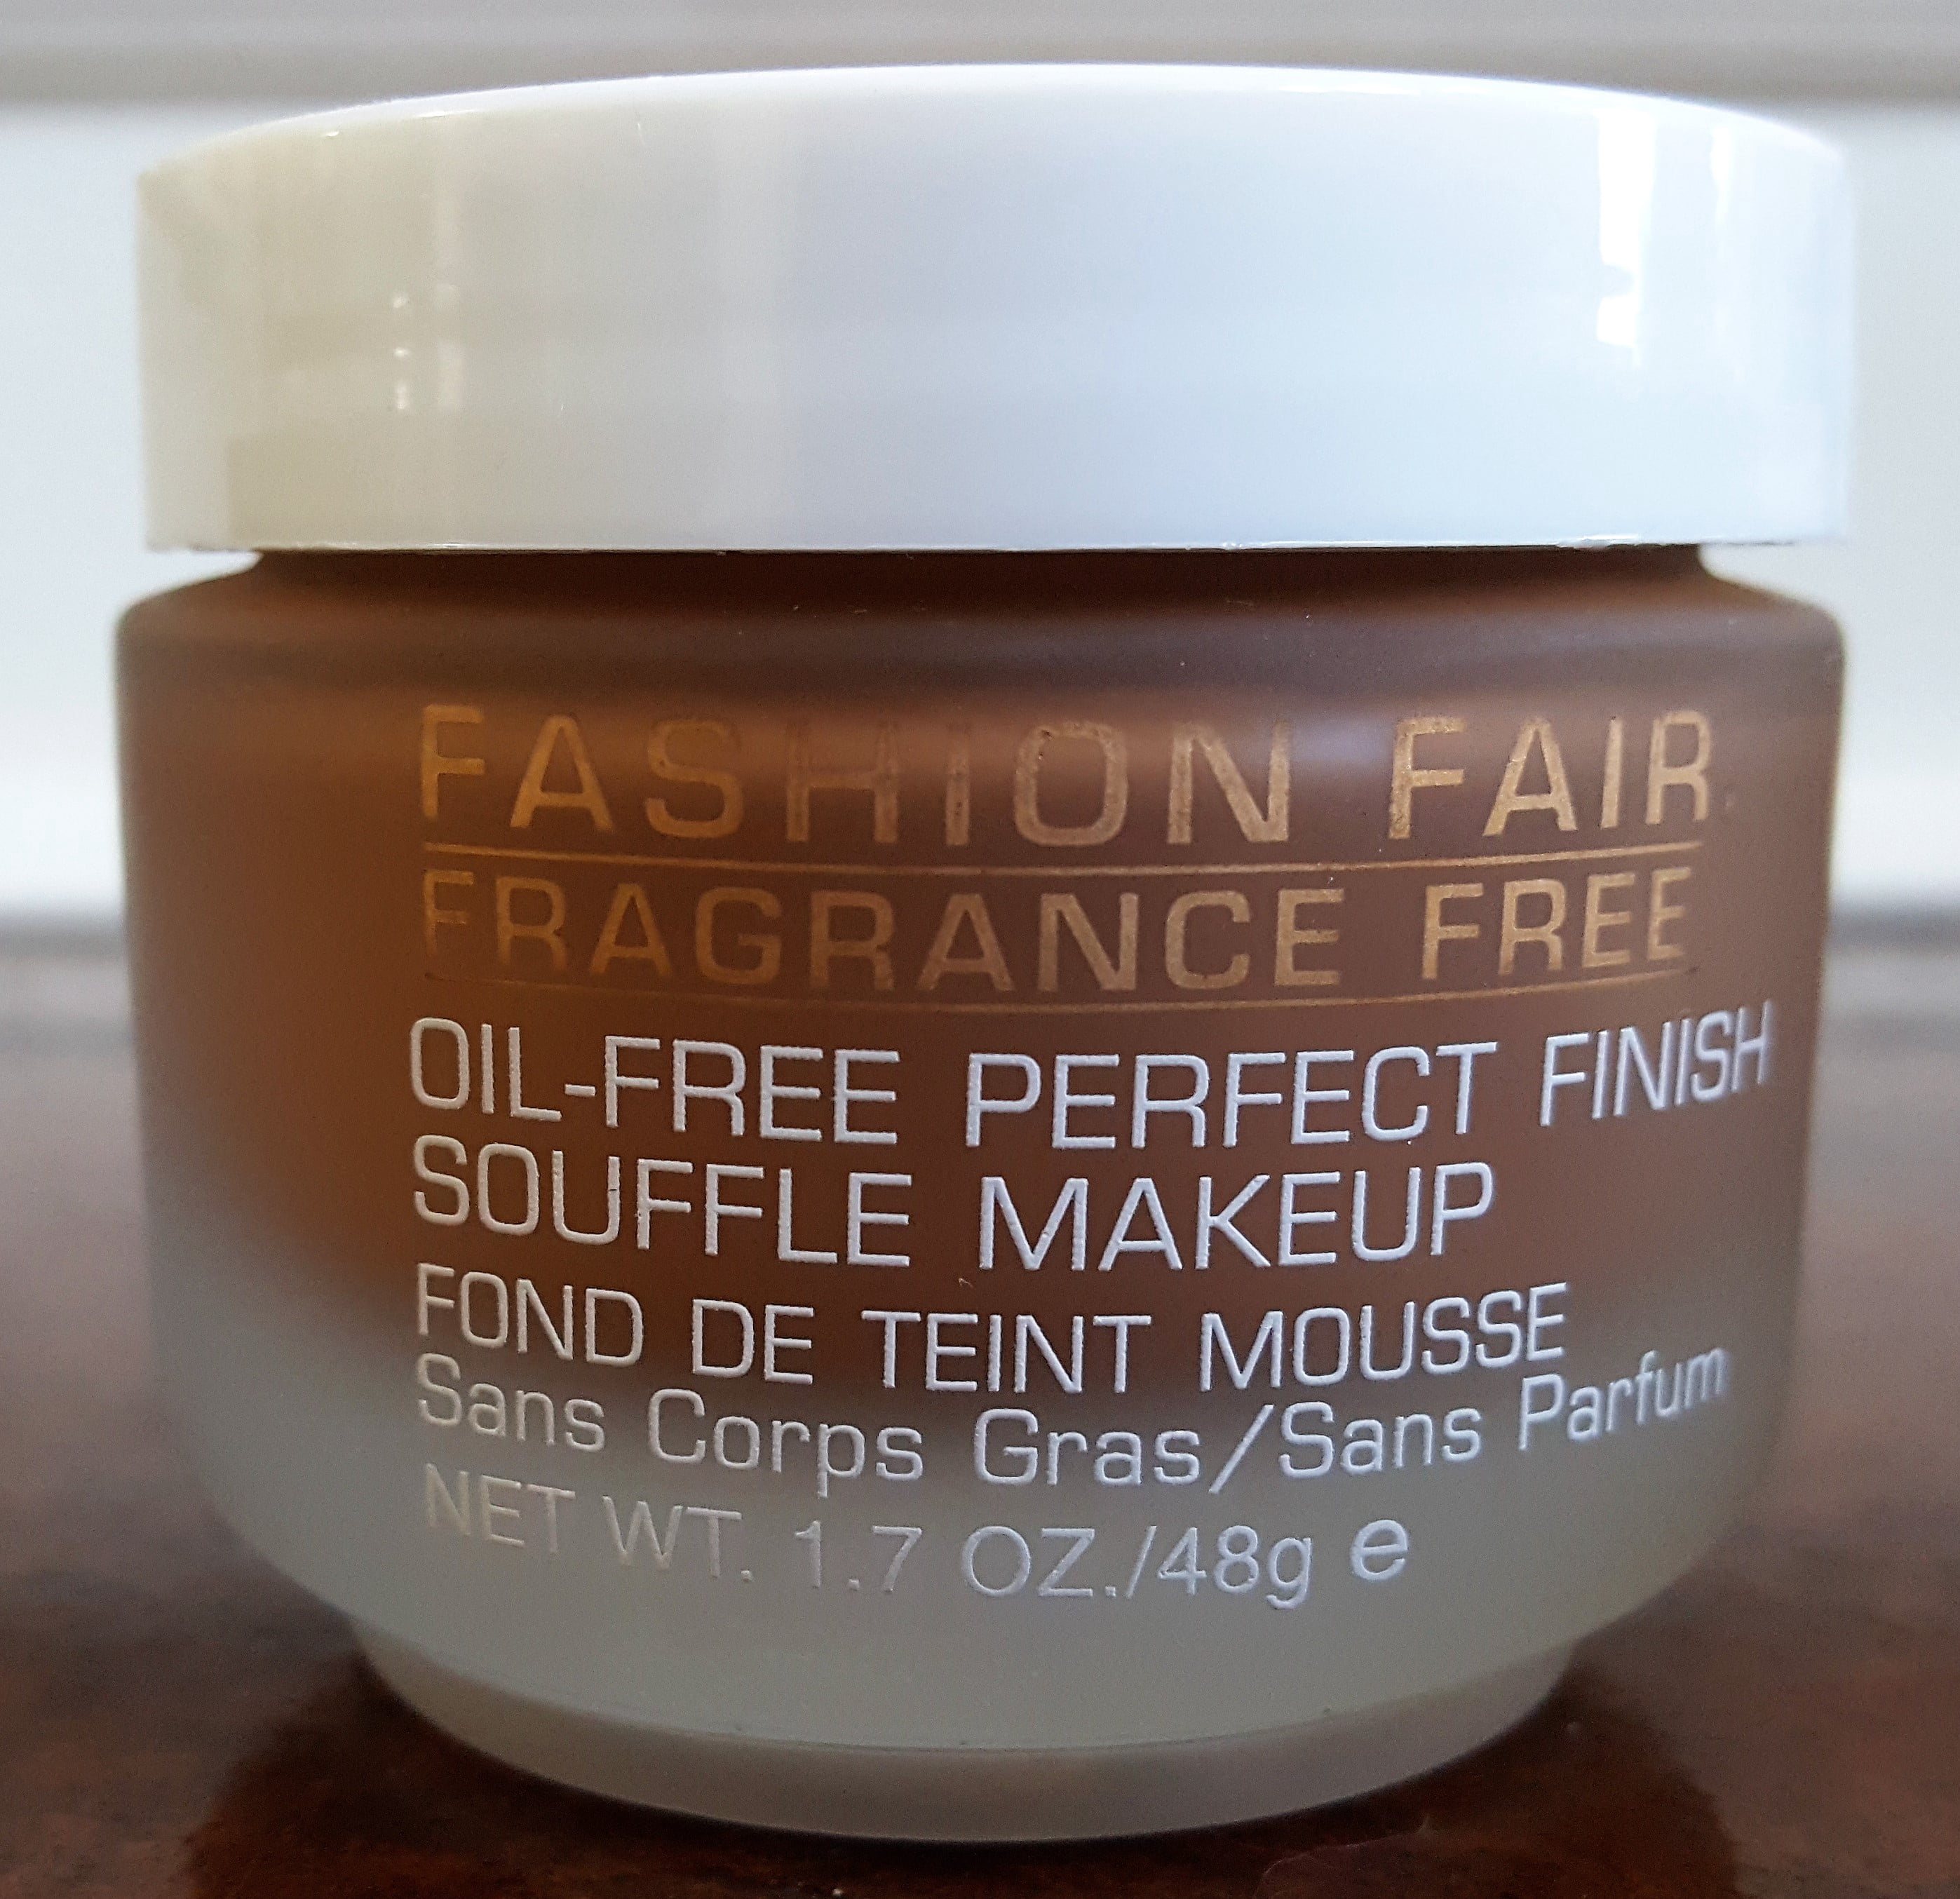 FASHION FAIR
FRAGRANCE FREE
OIL-FREE PERFECT FINISH
SOUFFLE MAKEUP
FOND DE TEINT MOUSSE
Sans Corps Gras/Sans Parfum
NET WT. 1.7 OZ./48g e